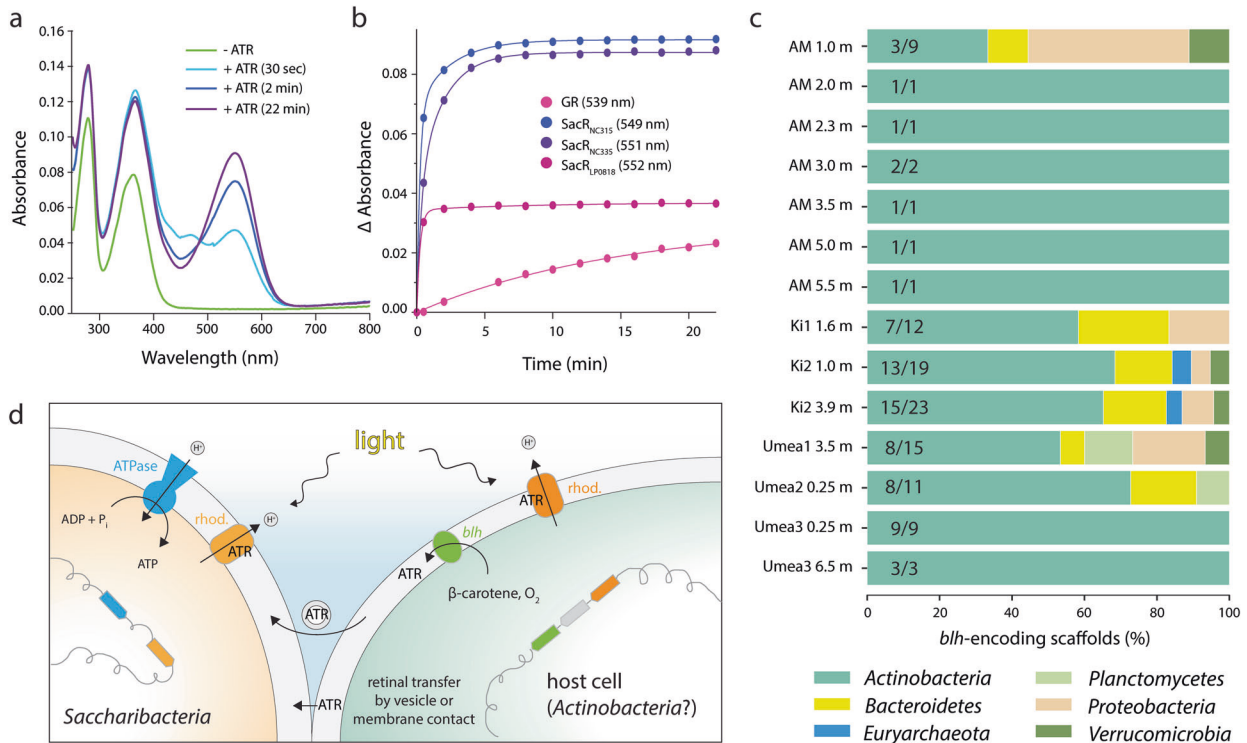 a
0.16
0.14
0.12
0.10
0.08
0.06
0.04
0.02
0.00
Absorbance
300 400 500 600 700 800
Wavelength (nm)
- ATR
+ ATR (30 sec)
+ ATR (2 min)
+ ATR (22 min)
b
0.08
0.06
0.04
0.02
0.00
Δ Absorbance
0 5 10 15 20
Time (min)
GR (539 nm)
SacR NC315 (549 nm)
SacR NC335 (551 nm)
SacR LP0818 (552 nm)
c
AM 1.0 m 3/9
AM 2.0 m 1/1
AM 2.3 m 1/1
AM 3.0 m 2/2
AM 3.5 m 1/1
AM 5.0 m 1/1
AM 5.5 m 1/1
Ki1 1.6 m 7/12
Ki2 1.0 m 13/19
Ki2 3.9 m 15/23
Umea1 3.5 m 8/15
Umea2 0.25 m 8/11
Umea3 0.25 m 9/9
Umea3 6.5 m 3/3
0 20 40 60 80 100
blh-encoding scaffolds (%)
Actinobacteria
Bacteroidetes
Euryarchaeota
Planctomycetes
Proteobacteria
Verrucomicrobia
d
light
H+
ATPase
ADP + Pi
ATP
rhod.
H+
ATR
H+
ATR
rhod.
blh
ATR
β-carotene, O2
ATR
ATR
retinal transfer
by vesicle or
membrane contact
Saccharibacteria
host cell
(Actinobacteria?)